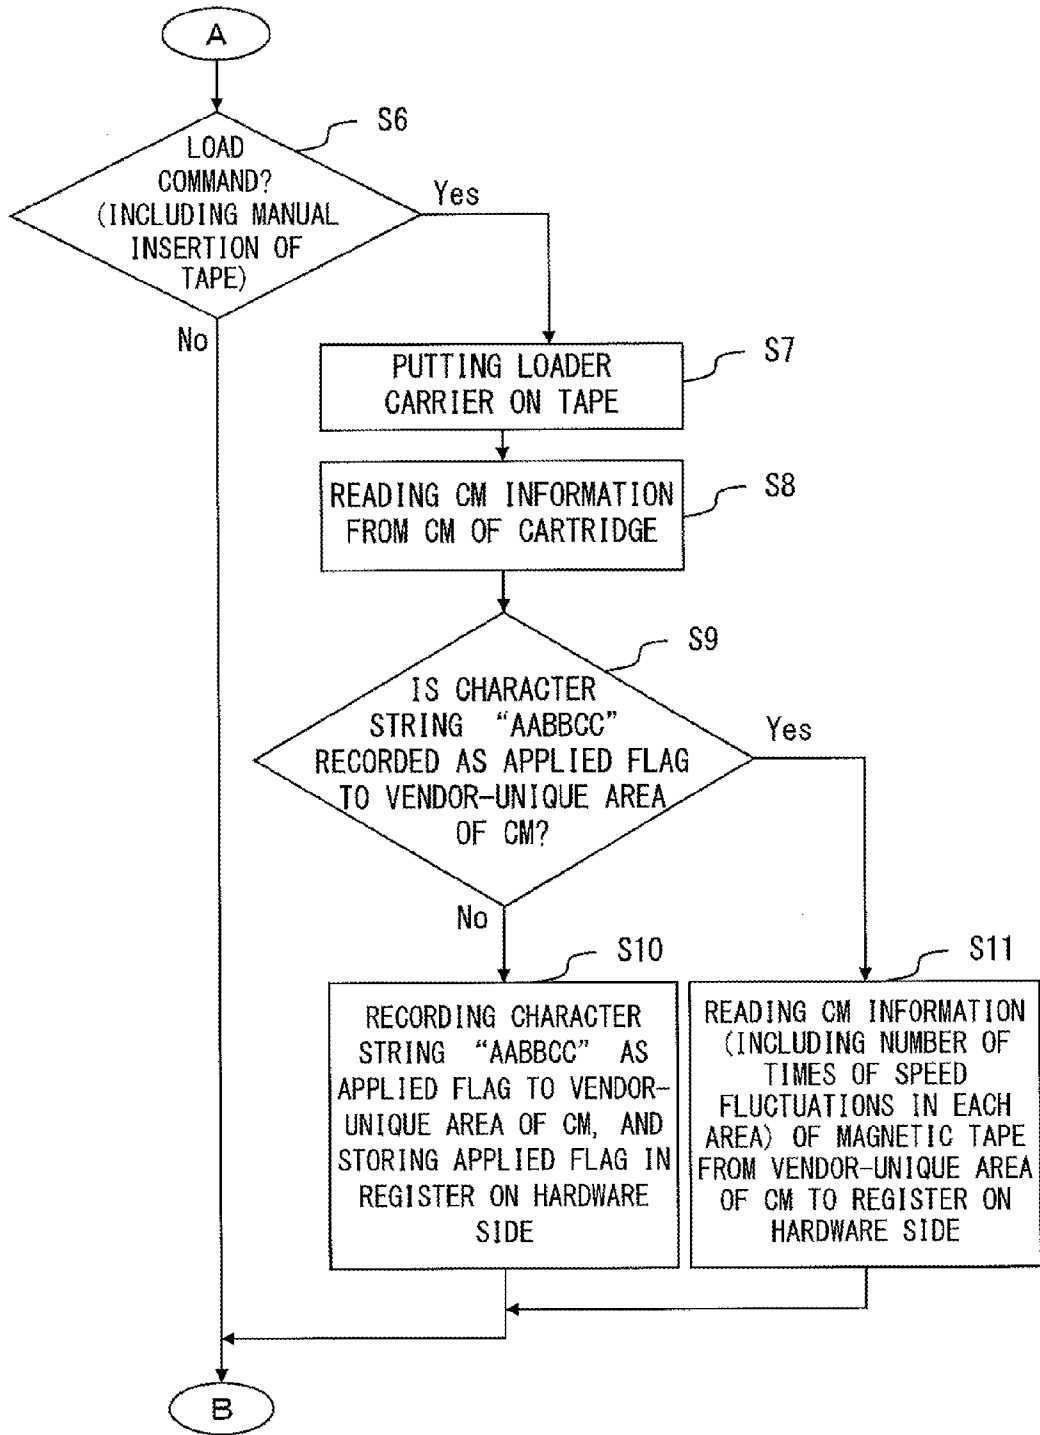 A
S6
LOAD
COMMAND?
(INCLUDING MANUAL
INSERTION OF
TAPE)
Yes
No
S7
PUTTING LOADER
CARRIER ON TAPE
S8
READING CM INFORMATION
FROM CM OF CARTRIDGE
S9
IS CHARACTER
STRING “AABBCC”
RECORDED AS APPLIED FLAG
TO VENDOR-UNIQUE AREA
OF CM?
Yes
No
S10
RECORDING CHARACTER
STRING “AABBCC” AS
APPLIED FLAG TO VENDOR-
UNIQUE AREA OF CM, AND
STORING APPLIED FLAG IN
REGISTER ON HARDWARE
SIDE
S11
READING CM INFORMATION
(INCLUDING NUMBER OF
TIMES OF SPEED
FLUCTUATIONS IN EACH
AREA) OF MAGNETIC TAPE
FROM VENDOR-UNIQUE AREA
OF CM TO REGISTER ON
HARDWARE SIDE
B